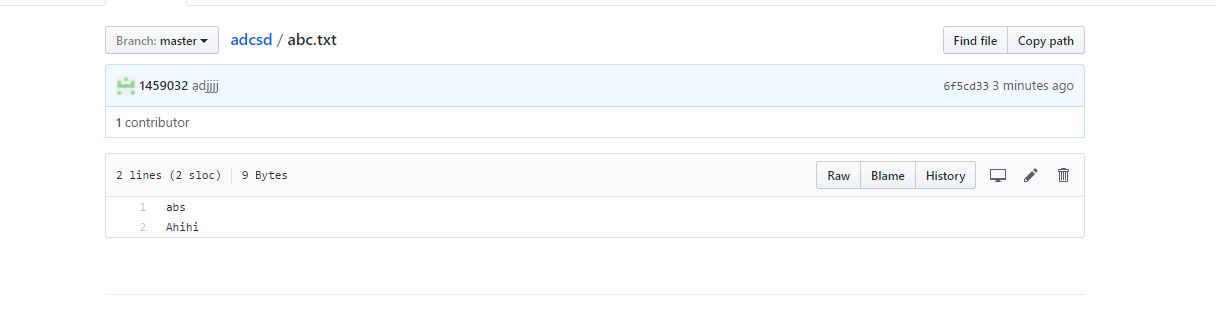 Branch: master adcsd / abc.txt Find file Copy path
1459032 ạdjjjj 6f5cd33 3 minutes ago
1 contributor
2 lines (2 sloc) 9 Bytes Raw Blame History
1 abs
2 Ahihi